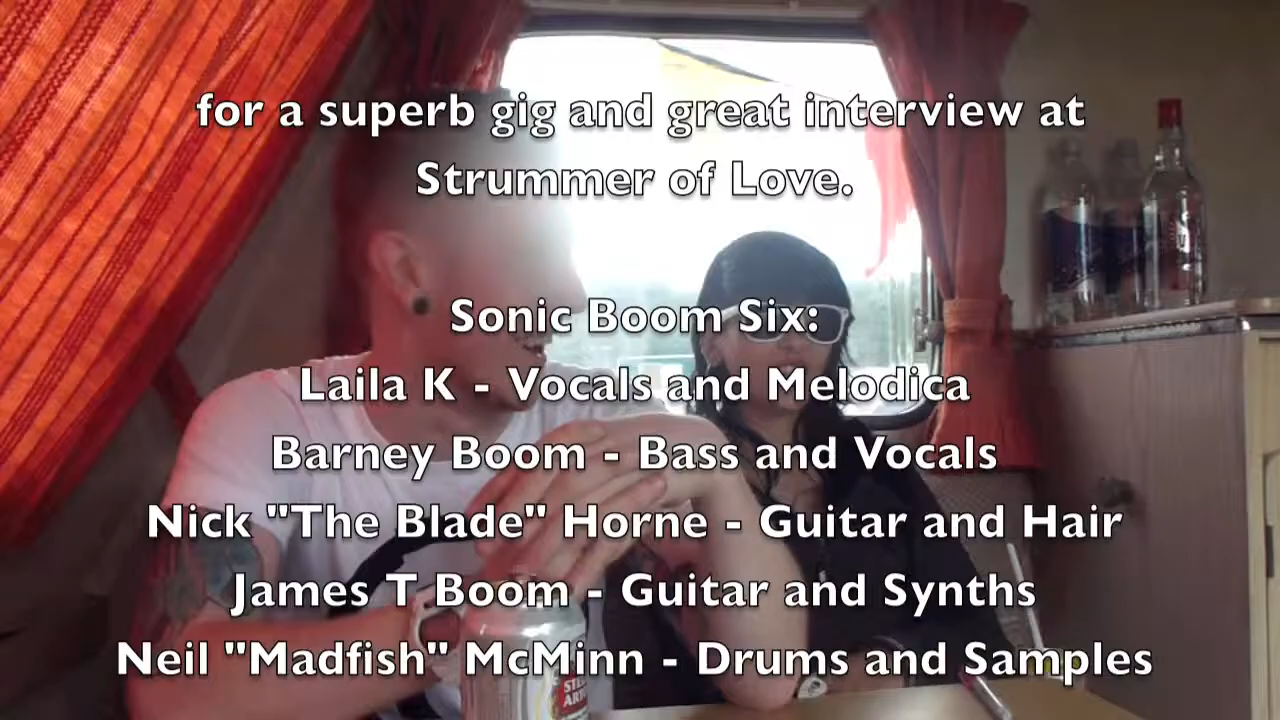 for a superb gig and great interview at
Strummer of Love.
Sonic Boom Six:
Laila K - Vocals and Melodica
Barney Boom - Bass and Vocals
Nick "The Blade" Horne - Guitar and Hair
James T Boom - Guitar and Synths
Neil "Madfish" McMinn - Drums and Samples